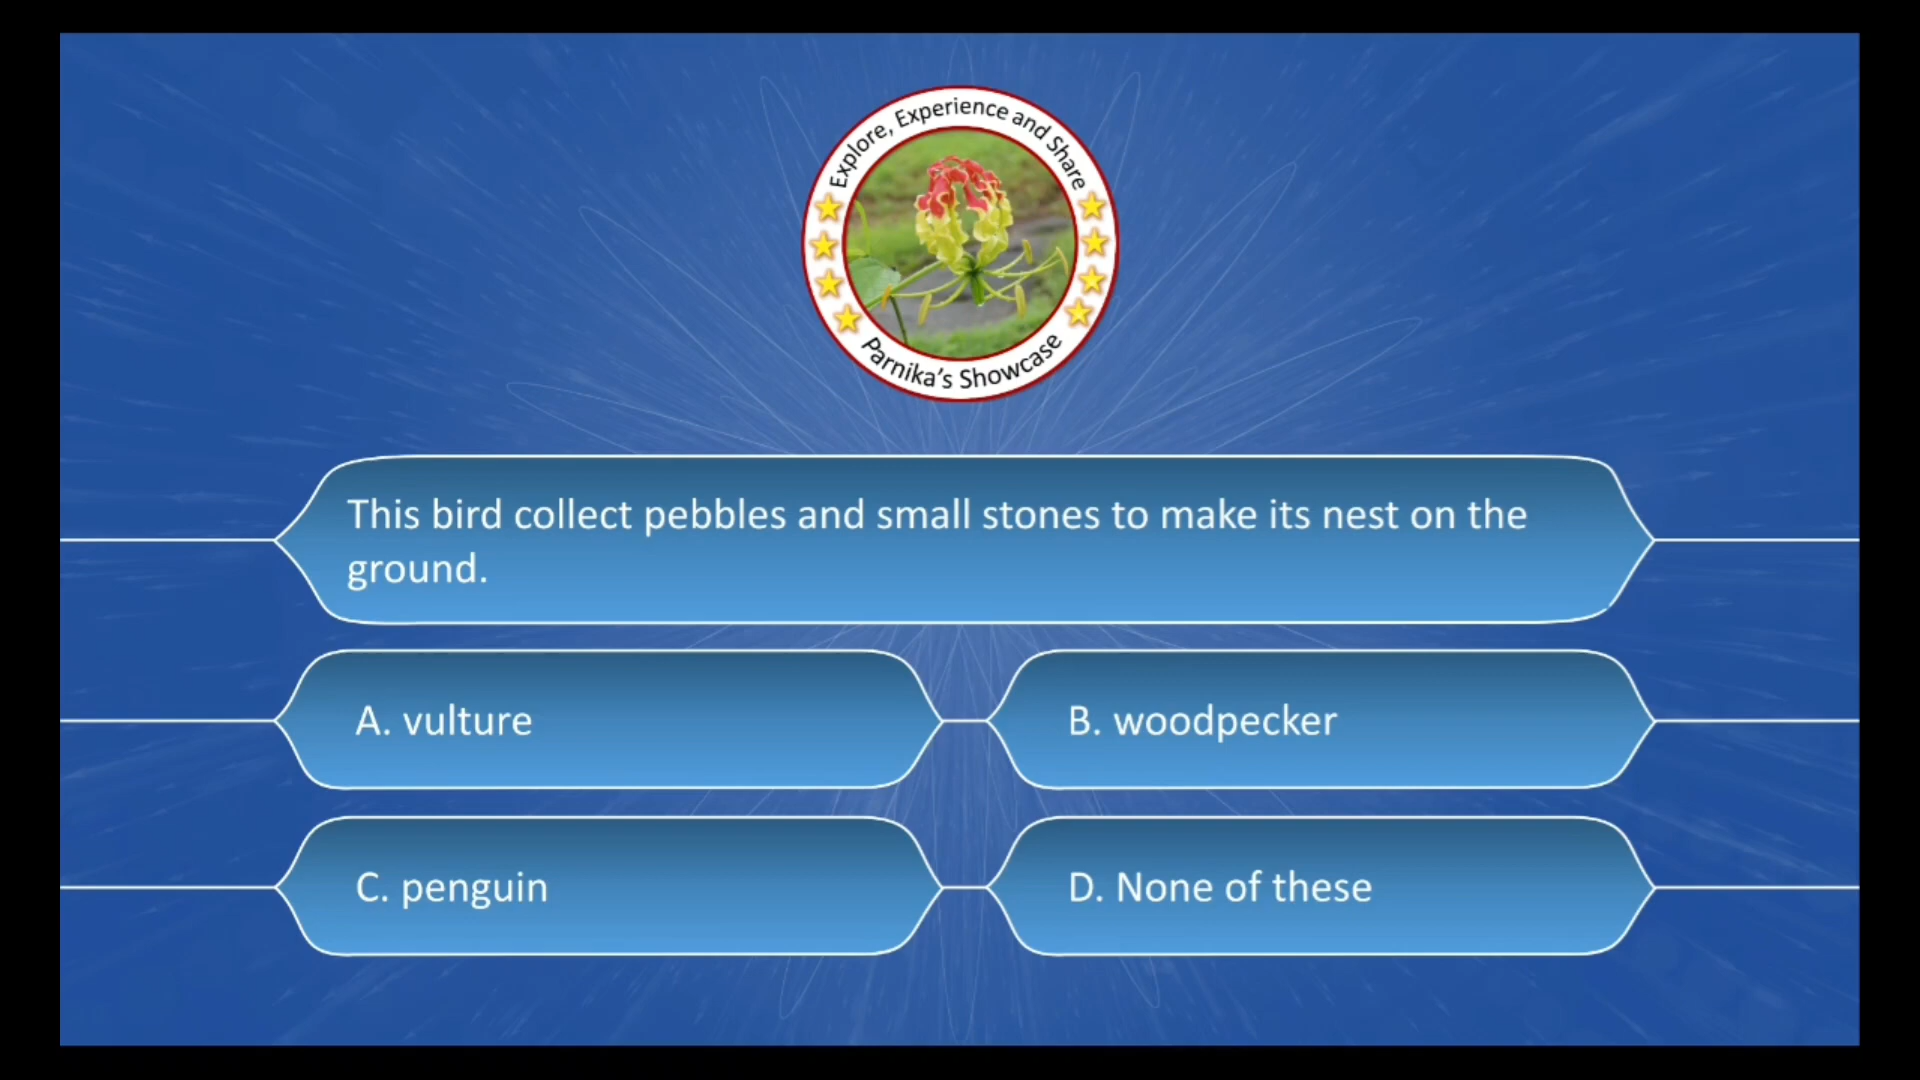 Explore, Experience and Share
Parnika's Showcase
This bird collect pebbles and small stones to make its nest on the
ground.
A. vulture
B. woodpecker
C. penguin
D. None of these